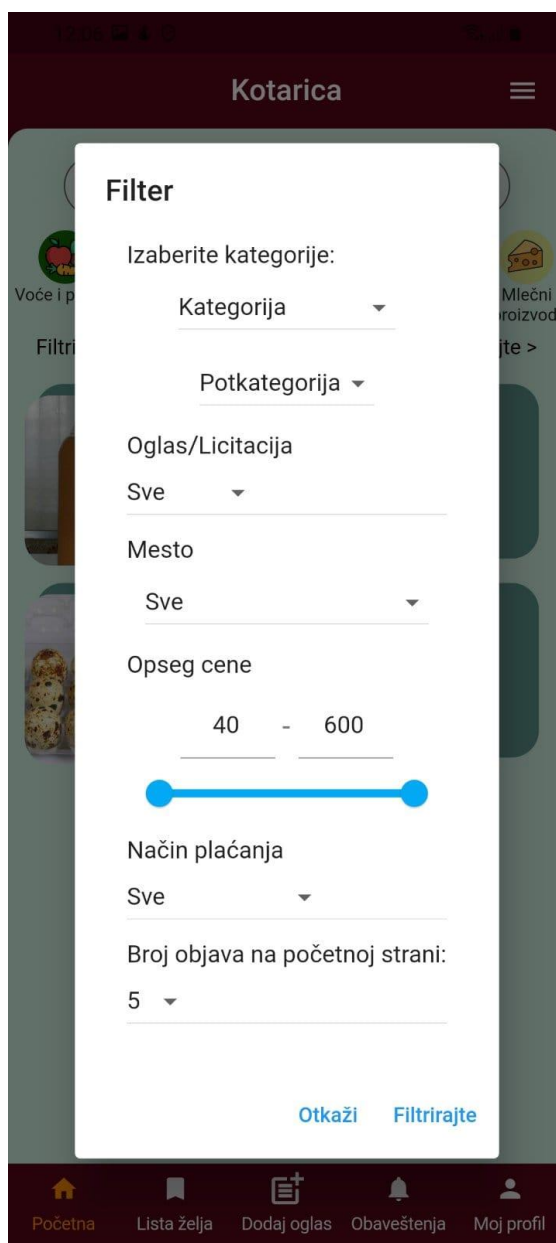 12:06
Kotarica
Filter
Izaberite kategorije:
Kategorija
Potkategorija
Oglas/Licitacija
Sve
Mesto
Sve
Opseg cene
40 - 600
Način plaćanja
Sve
Broj objava na početnoj strani:
5
Otkaži Filtrirajte
Voće i p
Mlečni
proizvod
Filtri
jte >
Početna Lista želja Dodaj oglas Obaveštenja Moj profil